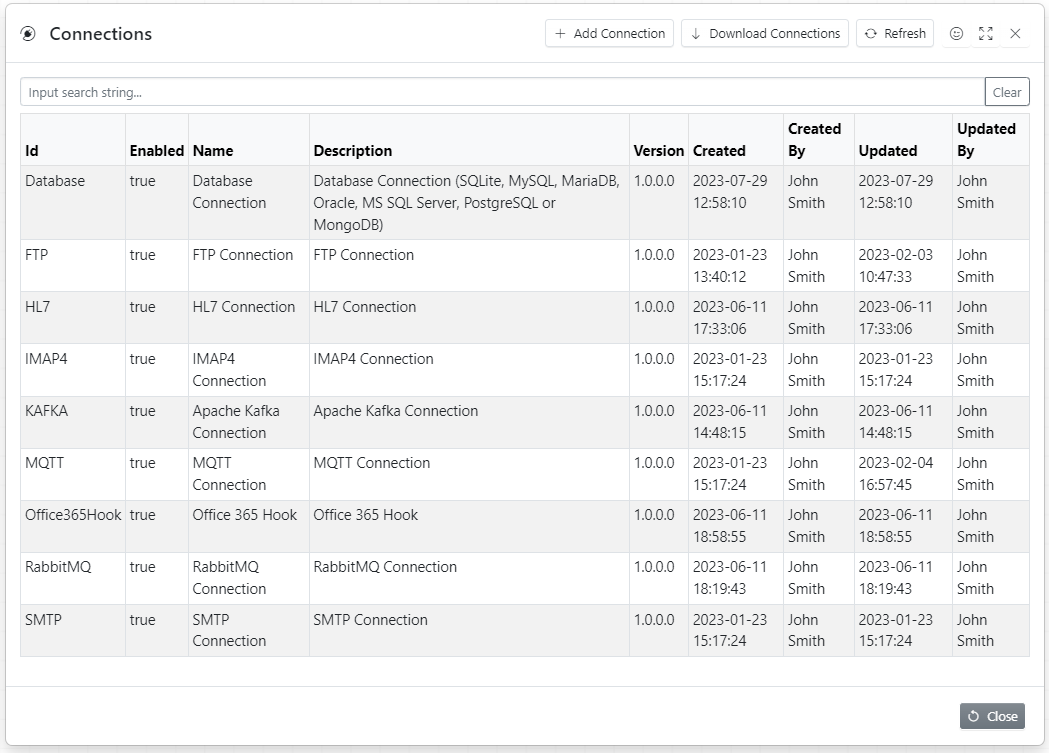 Connections
Add Connection
Download Connections
Refresh
Input search string...
Clear
Id Enabled Name Description Version Created Created By Updated Updated By
Database true Database Connection Database Connection (SQLite, MySQL, MariaDB, Oracle, MS SQL Server, PostgreSQL or MongoDB) 1.0.0.0 2023-07-29 12:58:10 John Smith 2023-07-29 12:58:10 John Smith
FTP true FTP Connection FTP Connection 1.0.0.0 2023-01-23 13:40:12 John Smith 2023-02-03 10:47:33 John Smith
HL7 true HL7 Connection HL7 Connection 1.0.0.0 2023-06-11 17:33:06 John Smith 2023-06-11 17:33:06 John Smith
IMAP4 true IMAP4 Connection IMAP4 Connection 1.0.0.0 2023-01-23 15:17:24 John Smith 2023-01-23 15:17:24 John Smith
KAFKA true Apache Kafka Connection Apache Kafka Connection 1.0.0.0 2023-06-11 14:48:15 John Smith 2023-06-11 14:48:15 John Smith
MQTT true MQTT Connection MQTT Connection 1.0.0.0 2023-01-23 15:17:24 John Smith 2023-02-04 16:57:45 John Smith
Office365Hook true Office 365 Hook Office 365 Hook 1.0.0.0 2023-06-11 18:58:55 John Smith 2023-06-11 18:58:55 John Smith
RabbitMQ true RabbitMQ Connection RabbitMQ Connection 1.0.0.0 2023-06-11 18:19:43 John Smith 2023-06-11 18:19:43 John Smith
SMTP true SMTP Connection SMTP Connection 1.0.0.0 2023-01-23 15:17:24 John Smith 2023-01-23 15:17:24 John Smith
Close